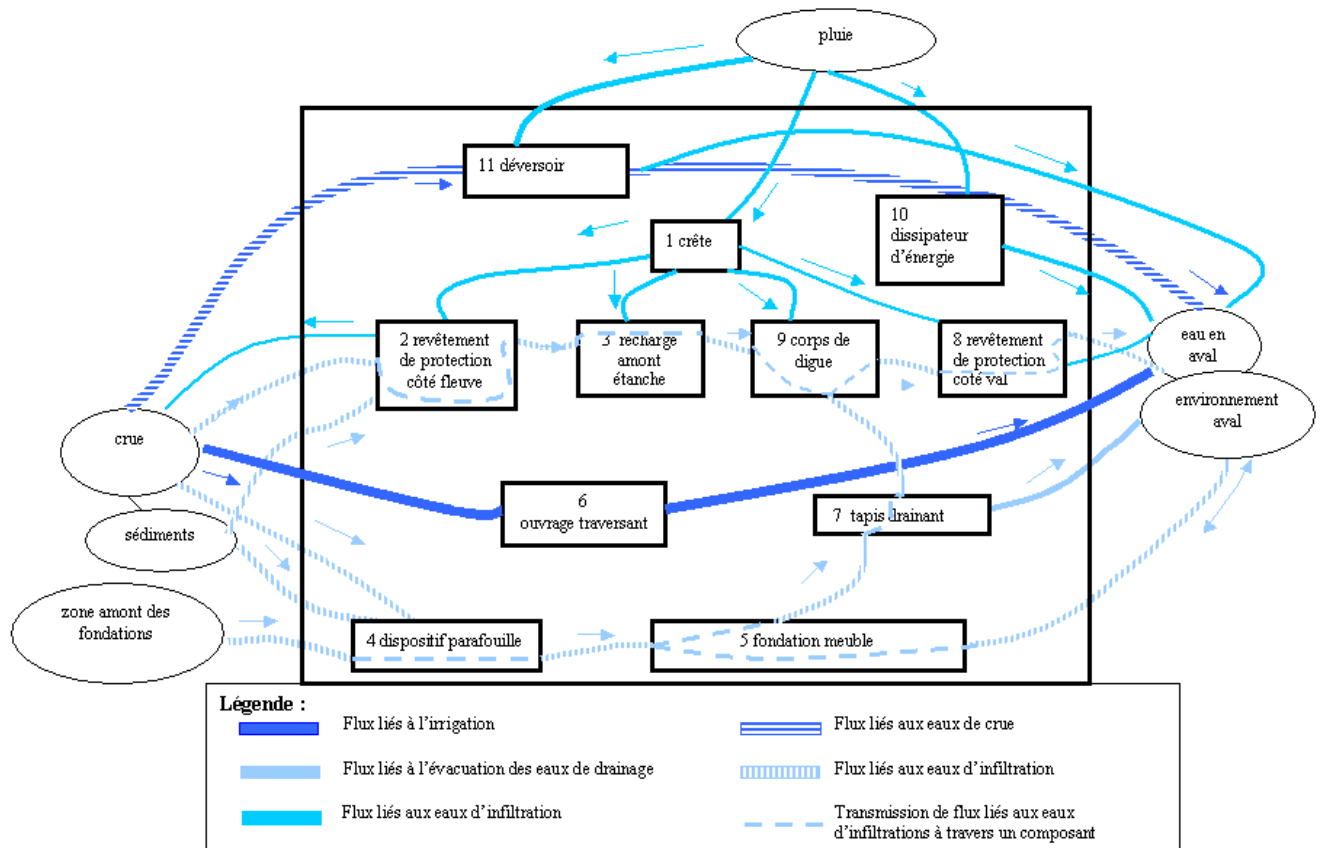 pluie
11 déversoir
10
dissipateur
d'énergie
1 crête
2 revêtement
de protection
côté fleuve
3 recharge
amont
étanche
9 corps de
digue
8 revêtement
de protection
coté val
eau en
aval
environnement
aval
crue
6
ouvrage traversant
7 tapis drainant
sédiments
zone amont des
fondations
4 dispositif parafouille
5 fondation meuble
Légende :
Flux liés à l'irrigation
Flux liés aux eaux de crue
Flux liés à l'évacuation des eaux de drainage
Flux liés aux eaux d'infiltration
Flux liés aux eaux d'infiltration
Transmission de flux liés aux eaux
d'infiltrations à travers un composant